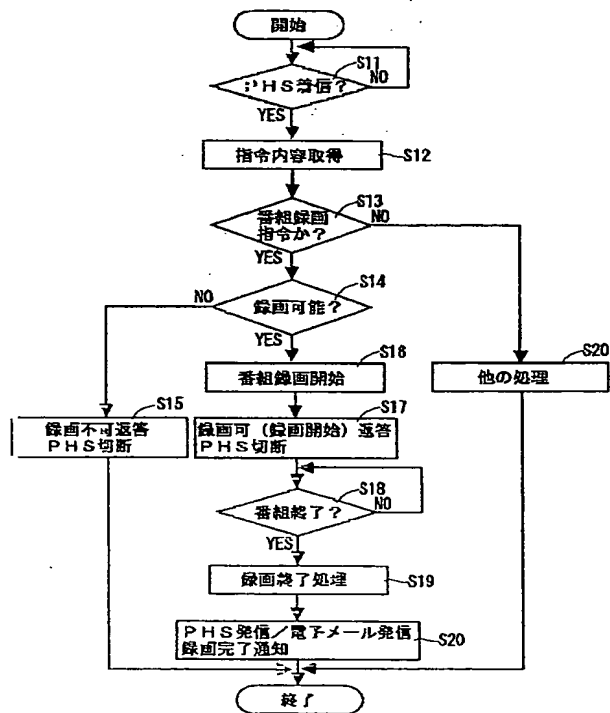 開始
S11
PHS着信?
NO
YES
指令内容取得
S12
S13
番組録画
指令か?
NO
YES
S14
録画可能?
NO
YES
S16
番組録画開始
S20
他の処理
S15
録画不可返答
PHS切断
S17
録画可(録画開始)返答
PHS切断
S18
番組終了?
NO
YES
録画終了処理
S19
PHS発信/電子メール発信
録画完了通知
S20
終了